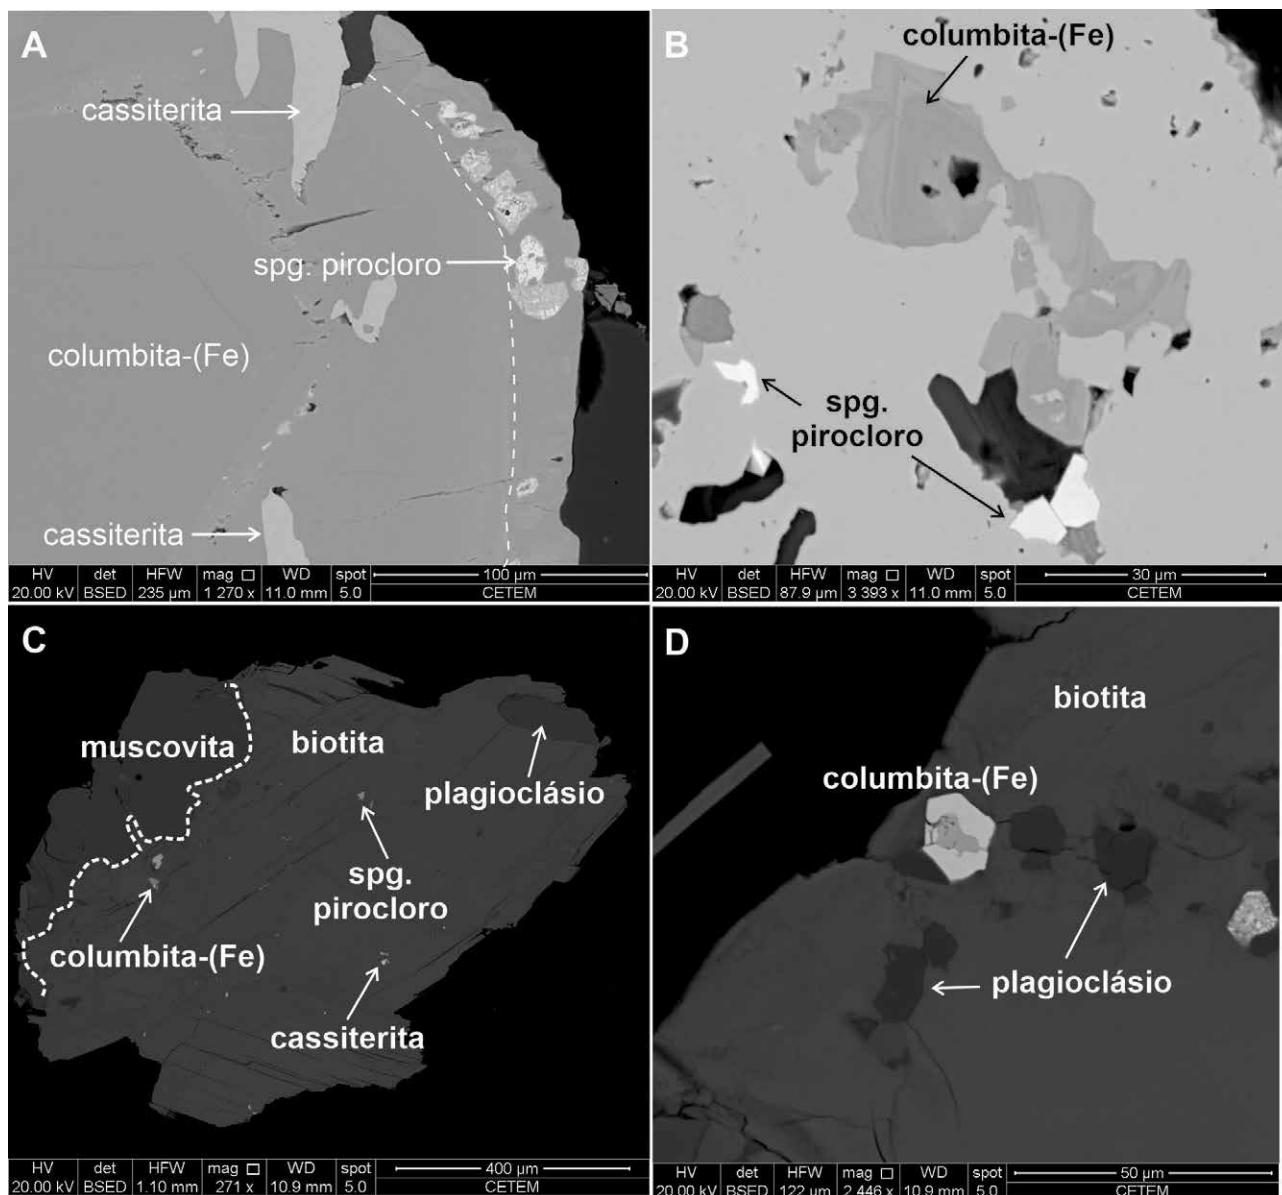 A
cassiterita
spg. pirocloro
columbita-(Fe)
cassiterita
HV det HFW mag □ WD spot 100 µm
20.00 kV BSED 235 µm 1 270 x 11.0 mm 5.0 CETEM
B
columbita-(Fe)
spg.
pirocloro
HV det HFW mag □ WD spot 30 µm
20.00 kV BSED 87.9 µm 3 393 x 11.0 mm 5.0 CETEM
C
muscovita
biotita
plagioclásio
spg.
pirocloro
columbita-(Fe)
cassiterita
HV det HFW mag □ WD spot 400 µm
20.00 kV BSED 1.10 mm 271 x 10.9 mm 5.0 CETEM
D
biotita
columbita-(Fe)
plagioclásio
HV det HFW mag □ WD spot 50 µm
20.00 kV BSED 122 µm 2 446 x 10.9 mm 5.0 CETEM